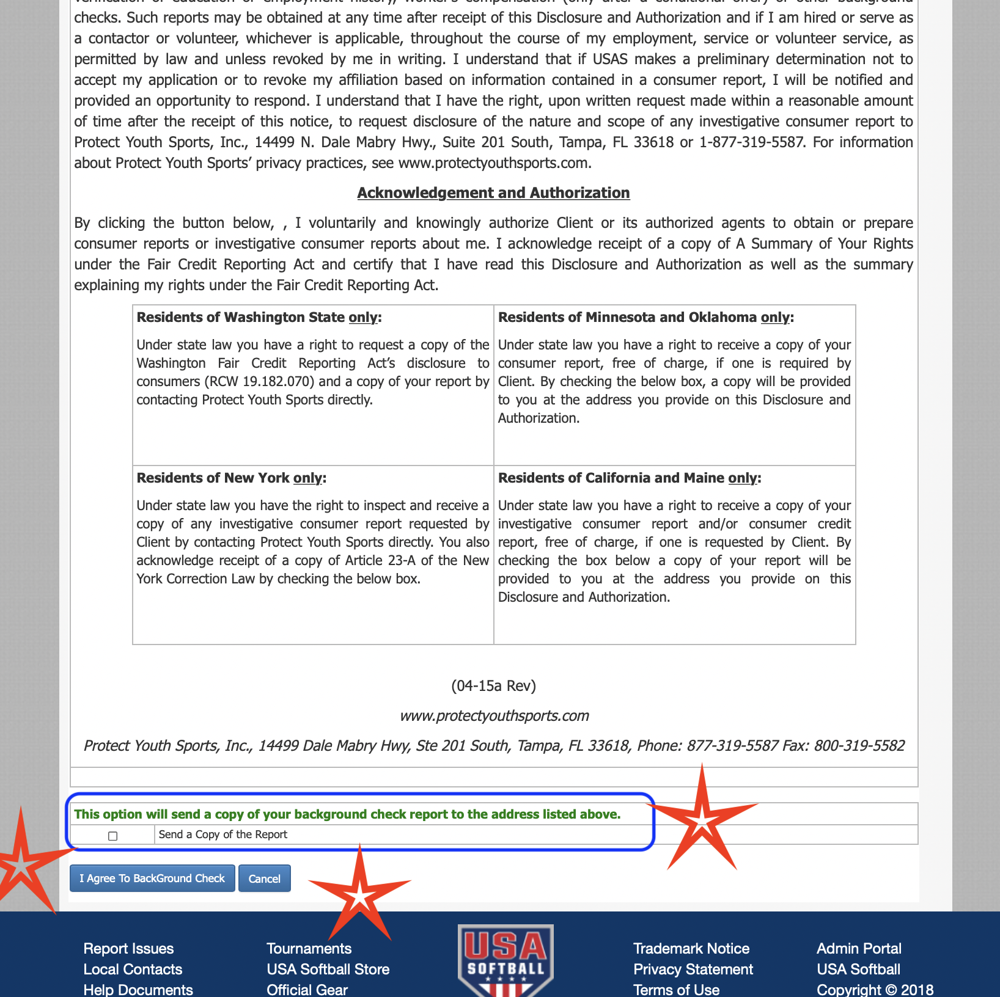 verification of education or employment history, worker's compensation (only after a conditional offer) or other background
checks. Such reports may be obtained at any time after receipt of this Disclosure and Authorization and if I am hired or serve as
a contactor or volunteer, whichever is applicable, throughout the course of my employment, service or volunteer service, as
permitted by law and unless revoked by me in writing. I understand that if USAS makes a preliminary determination not to
accept my application or to revoke my affiliation based on information contained in a consumer report, I will be notified and
provided an opportunity to respond. I understand that I have the right, upon written request made within a reasonable amount
of time after the receipt of this notice, to request disclosure of the nature and scope of any investigative consumer report to
Protect Youth Sports, Inc., 14499 N. Dale Mabry Hwy., Suite 201 South, Tampa, FL 33618 or 1-877-319-5587. For information
about Protect Youth Sports’ privacy practices, see www.protectyouthsports.com.
Acknowledgement and Authorization
By clicking the button below, , I voluntarily and knowingly authorize Client or its authorized agents to obtain or prepare
consumer reports or investigative consumer reports about me. I acknowledge receipt of a copy of A Summary of Your Rights
under the Fair Credit Reporting Act and certify that I have read this Disclosure and Authorization as well as the summary
explaining my rights under the Fair Credit Reporting Act.
Residents of Washington State only:
Under state law you have a right to request a copy of the
Washington Fair Credit Reporting Act’s disclosure to
consumers (RCW 19.182.070) and a copy of your report by
contacting Protect Youth Sports directly.
Residents of Minnesota and Oklahoma only:
Under state law you have a right to receive a copy of your
consumer report, free of charge, if one is required by
Client. By checking the below box, a copy will be provided
to you at the address you provide on this Disclosure and
Authorization.
Residents of New York only:
Under state law you have the right to inspect and receive a
copy of any investigative consumer report requested by
Client by contacting Protect Youth Sports directly. You also
acknowledge receipt of a copy of Article 23-A of the New
York Correction Law by checking the below box.
Residents of California and Maine only:
Under state law you have a right to receive a copy of your
investigative consumer report and/or consumer credit
report, free of charge, if one is requested by Client. By
checking the box below a copy of your report will be
provided to you at the address you provide on this
Disclosure and Authorization.
(04-15a Rev)
www.protectyouthsports.com
Protect Youth Sports, Inc., 14499 Dale Mabry Hwy, Ste 201 South, Tampa, FL 33618, Phone: 877-319-5587 Fax: 800-319-5582
This option will send a copy of your background check report to the address listed above.
Send a Copy of the Report
I Agree To BackGround Check
Cancel
Report Issues
Local Contacts
Help Documents
Tournaments
USA Softball Store
Official Gear
USA
SOFTBALL
Trademark Notice
Privacy Statement
Terms of Use
Admin Portal
USA Softball
Copyright © 2018